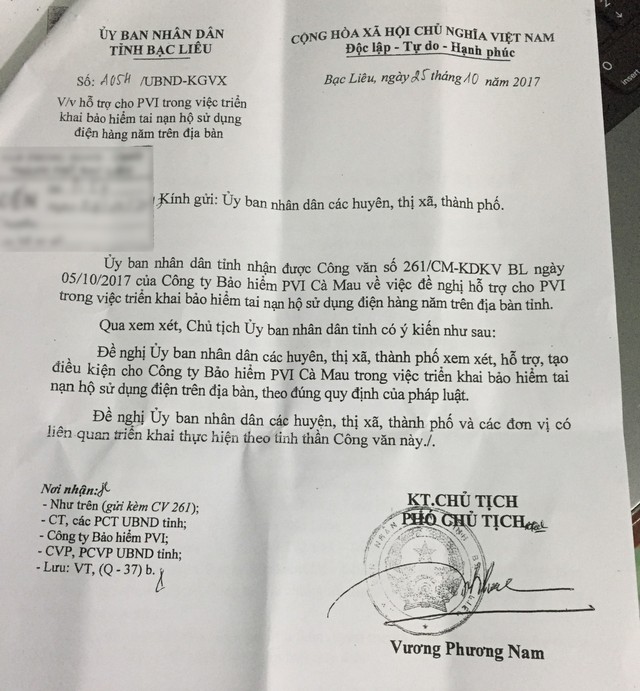 ỦY BAN NHÂN DÂN
TỈNH BẠC LIÊU
CỘNG HÒA XÃ HỘI CHỦ NGHĨA VIỆT NAM
Độc lập - Tự do - Hạnh phúc
Số: /UBND-KGVX
Bạc Liêu, ngày 25 tháng 10 năm 2017
V/v hỗ trợ cho PVI trong việc triển
khai bảo hiểm tai nạn hộ sử dụng
điện hàng năm trên địa bàn
Kính gửi: Ủy ban nhân dân các huyện, thị xã, thành phố.
Ủy ban nhân dân tỉnh nhận được Công văn số 261/CM-KDKV BL ngày
05/10/2017 của Công ty Bảo hiểm PVI Cà Mau về việc đề nghị hỗ trợ cho PVI
trong việc triển khai bảo hiểm tai nạn hộ sử dụng điện hàng năm trên địa bàn tỉnh.
Qua xem xét, Chủ tịch Ủy ban nhân dân tỉnh có ý kiến như sau:
Đề nghị Ủy ban nhân dân các huyện, thị xã, thành phố xem xét, hỗ trợ, tạo
điều kiện cho Công ty Bảo hiểm PVI Cà Mau trong việc triển khai bảo hiểm tai
nạn hộ sử dụng điện trên địa bàn, theo đúng quy định của pháp luật.
Đề nghị Ủy ban nhân dân các huyện, thị xã, thành phố và các đơn vị có
liên quan triển khai thực hiện theo tinh thần Công văn này./.
Nơi nhận:
- Như trên (gửi kèm CV 261);
- CT, các PCT UBND tỉnh;
- Công ty Bảo hiểm PVI;
- CVP, PCVP UBND tỉnh;
- Lưu: VT, (Q - 37) b.
KT.CHỦ TỊCH
PHÓ CHỦ TỊCH
Vương Phương Nam
insert